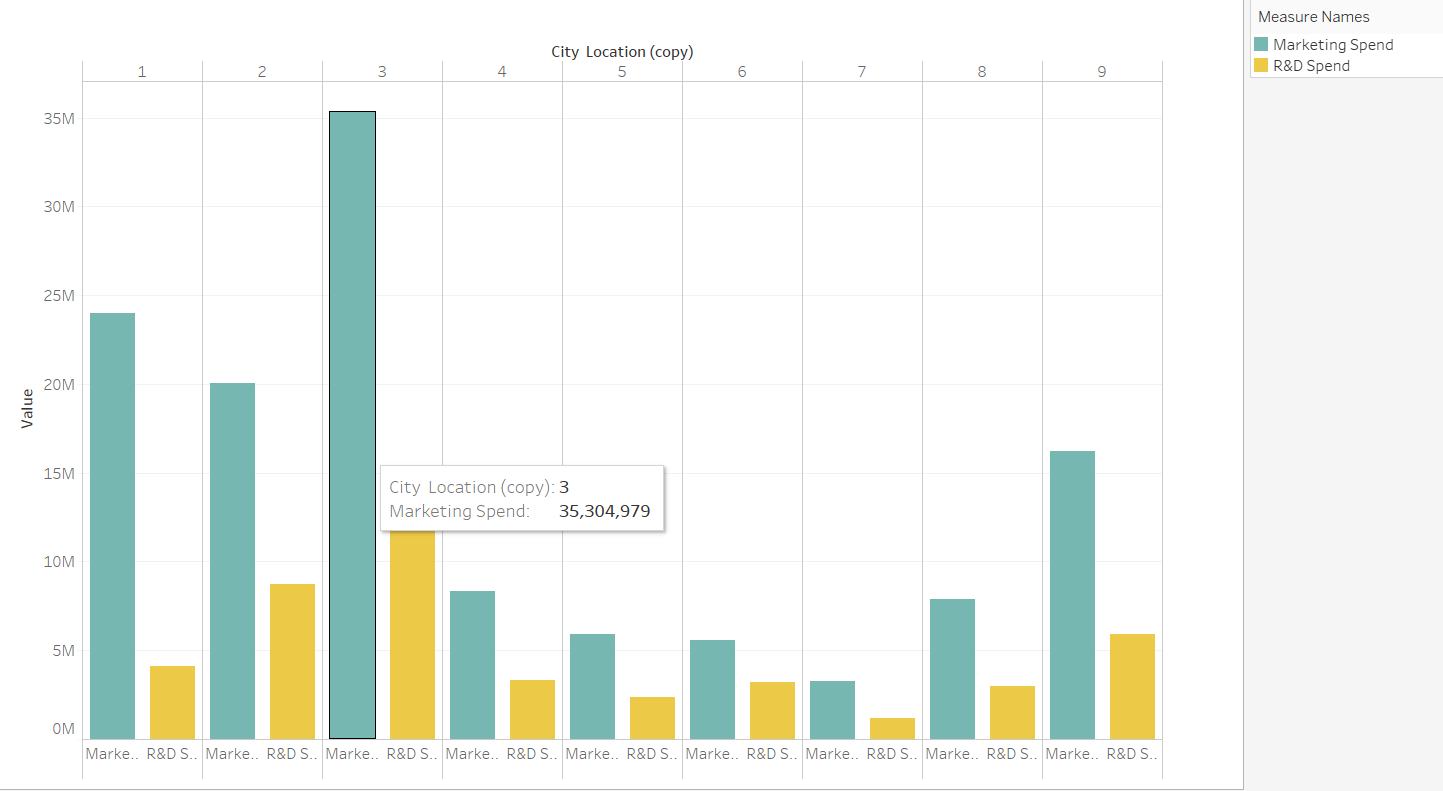 City Location (copy)
1 2 3 4 5 6 7 8 9
35M
30M
25M
20M
15M
10M
5M
0M
Value
City Location (copy): 3
Marketing Spend: 35,304,979
Marke.. R&D S.. Marke.. R&D S.. Marke.. R&D S.. Marke.. R&D S.. Marke.. R&D S.. Marke.. R&D S.. Marke.. R&D S.. Marke.. R&D S.. Marke.. R&D S..
Measure Names
Marketing Spend
R&D Spend